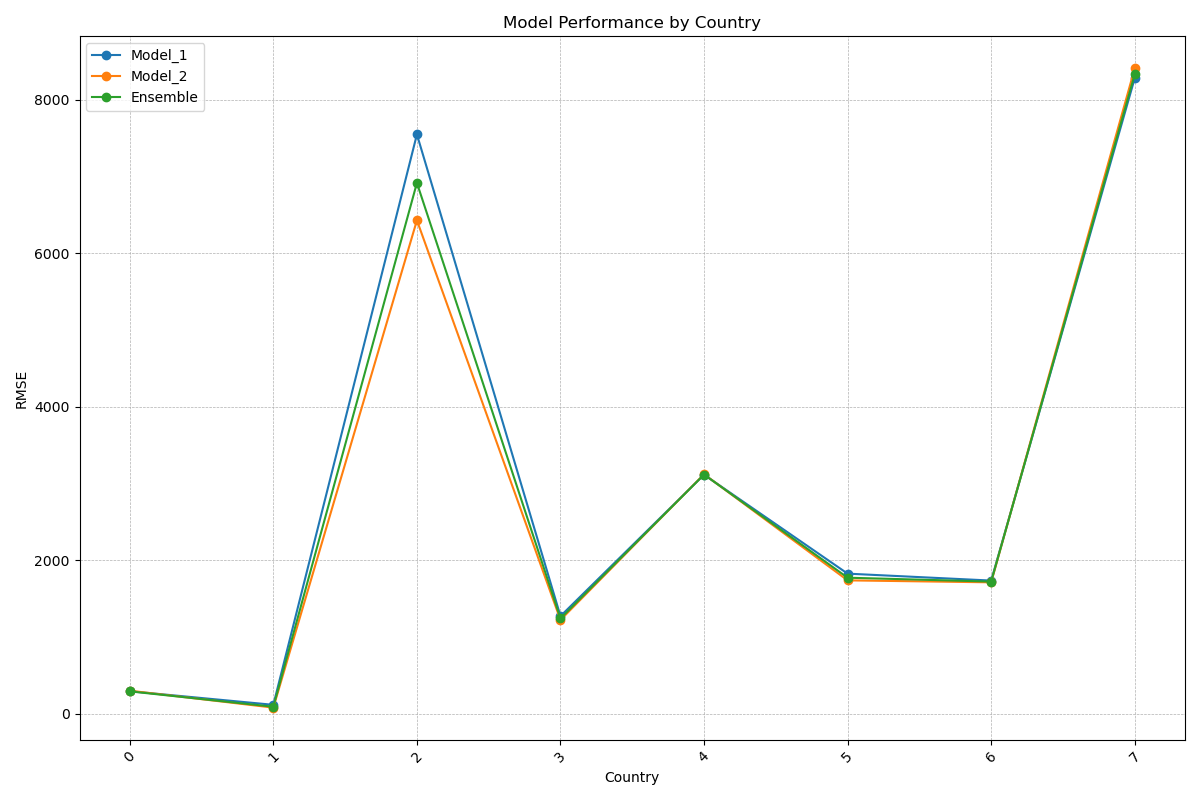 Model Performance by Country
Model_1
Model_2
Ensemble
8000
6000
4000
2000
0
RMSE
0 1 2 3 4 5 6 7
Country